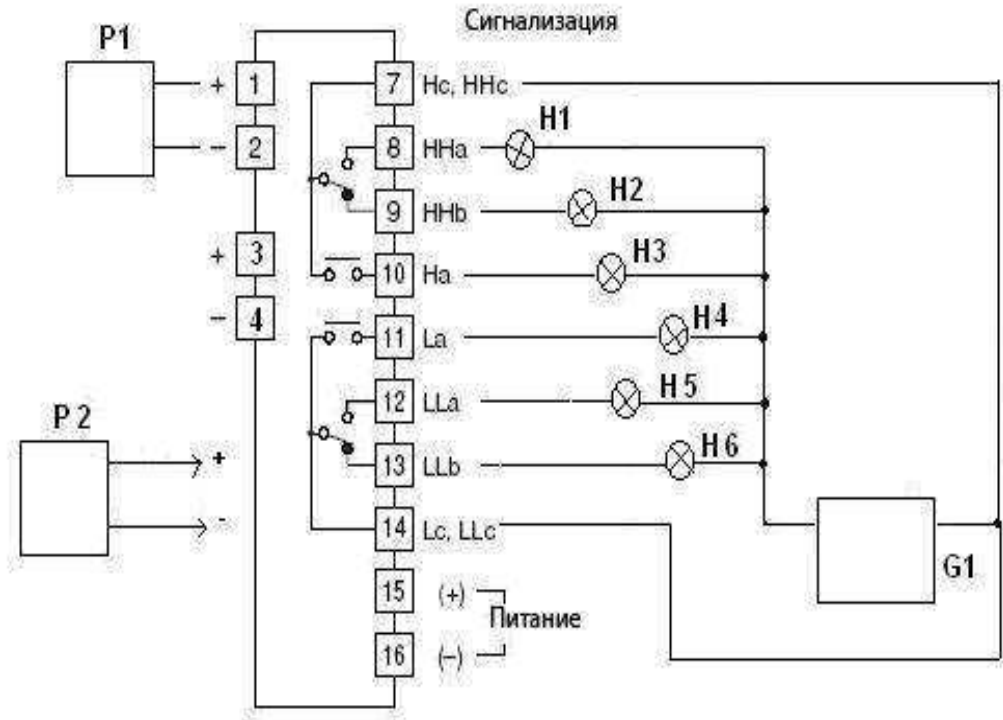 Сигнализация
P1
+ 1
− 2
+ 3
− 4
P 2
+
-
7 Hc, HHc
8 HHa H1
9 HHb H2
10 Ha H3
11 La H4
12 LLa H 5
13 LLb H 6
14 Lc, LLc
G1
15 (+)
Питание
16 (−)